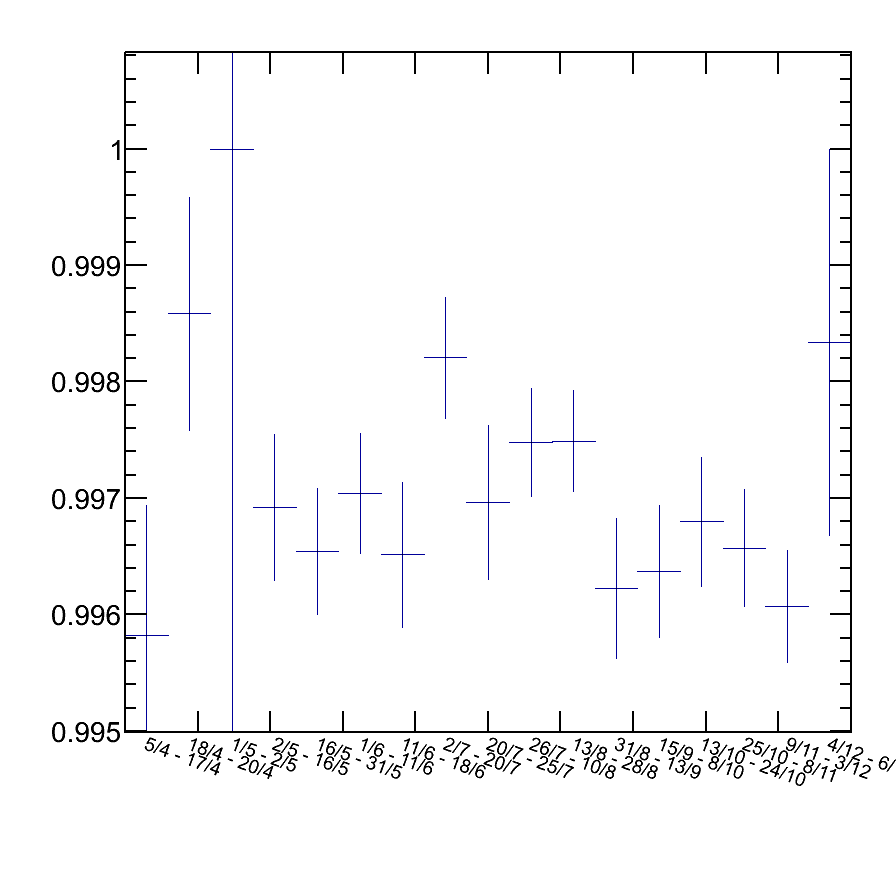 1
0.999
0.998
0.997
0.996
0.995
5/4 - 17/4
18/4 - 20/4
1/5 - 2/5
2/5 - 16/5
16/5 - 31/5
1/6 - 11/6
11/6 - 18/6
2/7 - 20/7
20/7 - 25/7
26/7 - 10/8
13/8 - 28/8
31/8 - 13/9
15/9 - 8/10
13/10 - 24/10
25/10 - 8/11
9/11 - 3/12
4/12 - 6/